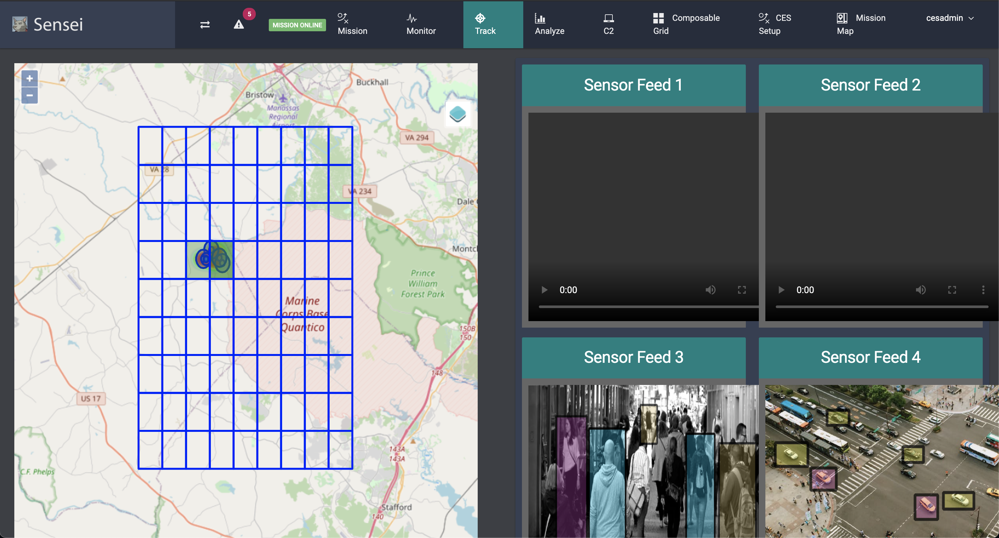 Sensei
5
MISSION ONLINE
Mission
Monitor
Track
Analyze
C2
Composable
Grid
CES
Setup
Mission
Map
cesadmin
+
−
Buckhall
Bristow
Manassas
Regional
Airport
VA 294
VA 28
VA 234
Dale
Montcl
Prince
William
Forest Park
Marine
Corps Base
Quantico
150B
150
148
US 17
143A
143A
C.F. Phelps
Stafford
140
Sensor Feed 1
Sensor Feed 2
0:00
0:00
Sensor Feed 3
Sensor Feed 4